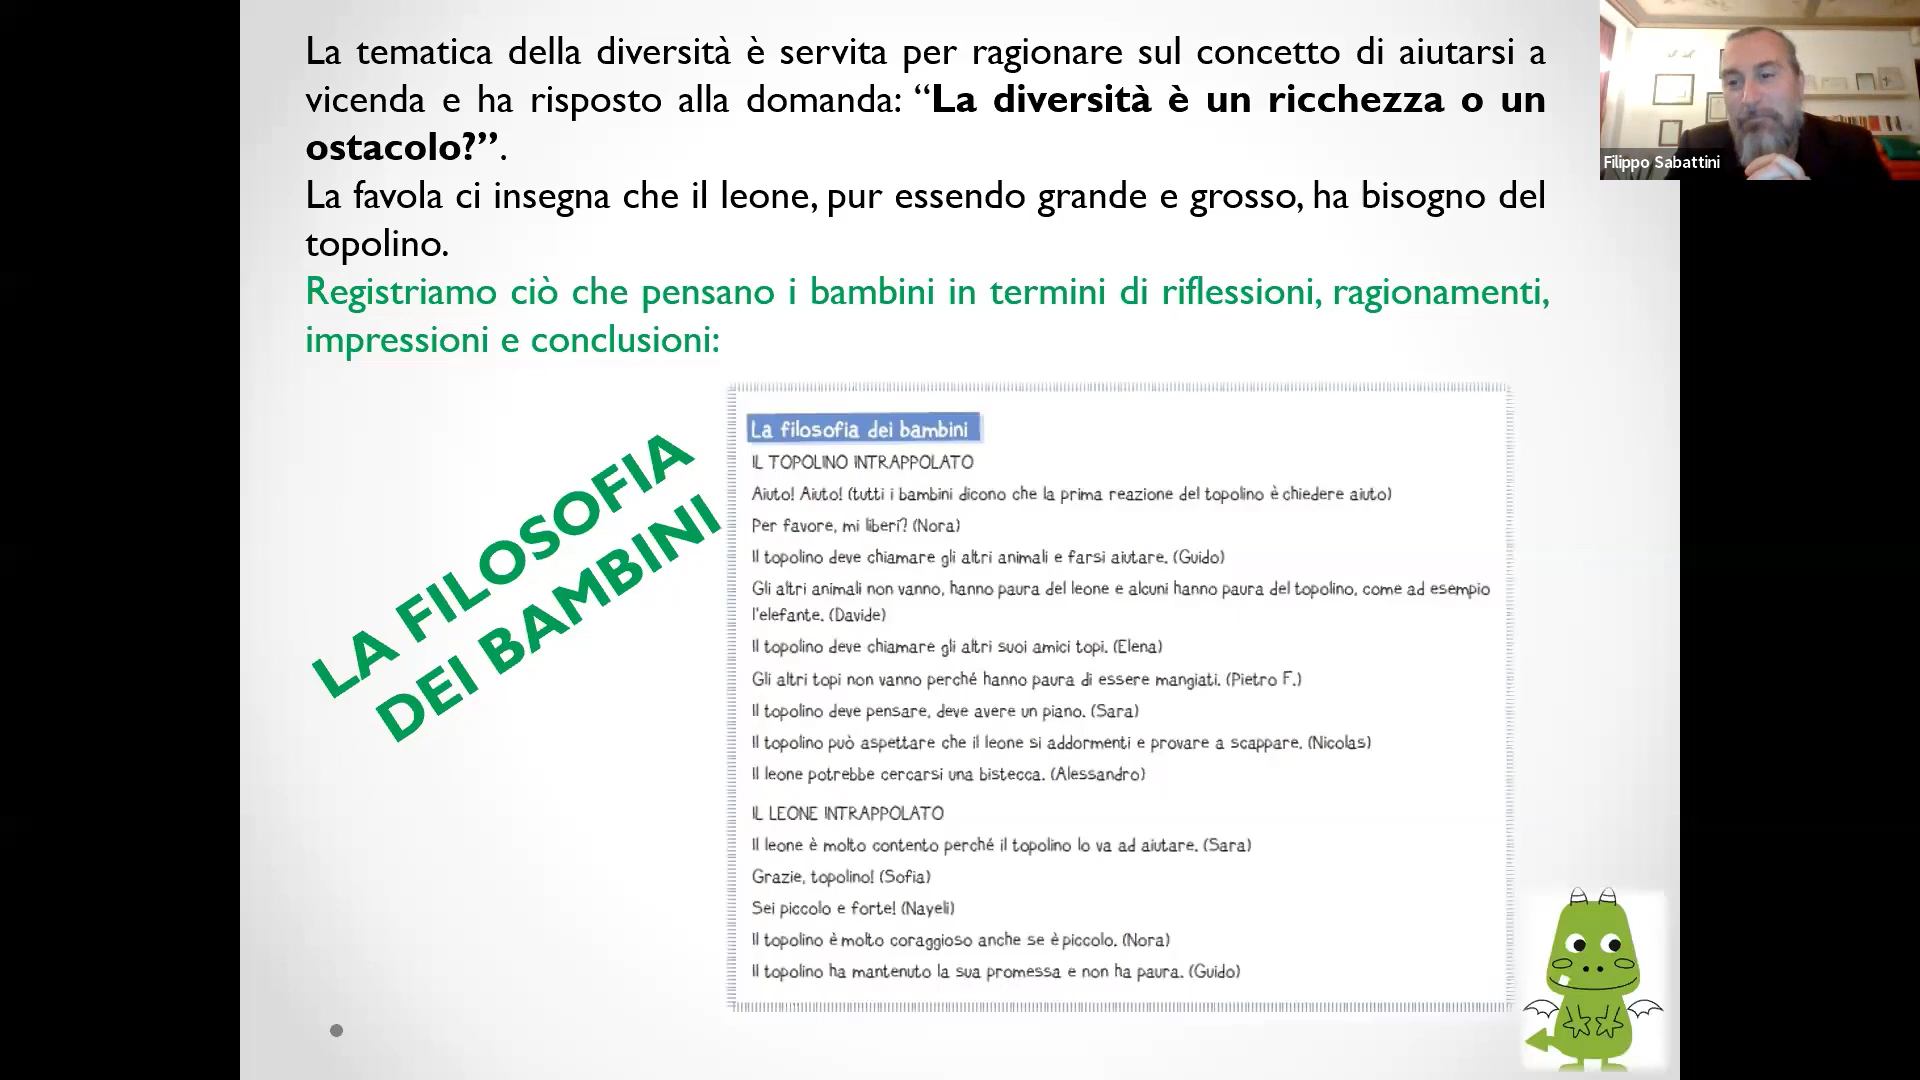 La tematica della diversità è servita per ragionare sul concetto di aiutarsi a
vicenda e ha risposto alla domanda: “La diversità è un ricchezza o un
ostacolo?”.
La favola ci insegna che il leone, pur essendo grande e grosso, ha bisogno del
topolino.
Registriamo ciò che pensano i bambini in termini di riflessioni, ragionamenti,
impressioni e conclusioni:
LA FILOSOFIA
DEI BAMBINI
La filosofia dei bambini
IL TOPOLINO INTRAPPOLATO
Aiuto! Aiuto! (tutti i bambini dicono che la prima reazione del topolino è chiedere aiuto)
Per favore, mi liberi? (Nora)
Il topolino deve chiamare gli altri animali e farsi aiutare. (Guido)
Gli altri animali non vanno, hanno paura del leone e alcuni hanno paura del topolino, come ad esempio
l'elefante. (Davide)
Il topolino deve chiamare gli altri suoi amici topi. (Elena)
Gli altri topi non vanno perché hanno paura di essere mangiati. (Pietro F.)
Il topolino deve pensare, deve avere un piano. (Sara)
Il topolino può aspettare che il leone si addormenti e provare a scappare. (Nicolas)
Il leone potrebbe cercarsi una bistecca. (Alessandro)
IL LEONE INTRAPPOLATO
Il leone è molto contento perché il topolino lo va ad aiutare. (Sara)
Grazie, topolino! (Sofia)
Sei piccolo e forte! (Nayeli)
Il topolino è molto coraggioso anche se è piccolo. (Nora)
Il topolino ha mantenuto la sua promessa e non ha paura. (Guido)
Filippo Sabattini